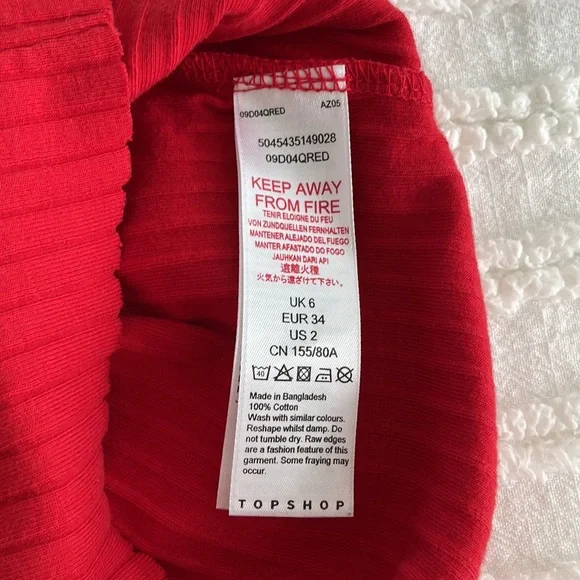 09D04QRED AZ05
5045435149028
09D04QRED
KEEP AWAY
FROM FIRE
TENIR ELOIGNE DU FEU
VON ZUNDQUELLEN FERNHALTEN
MANTENER ALEJADO DEL FUEGO
MANTER AFASTADO DO FOGO
JAUHKAN DARI API
遠離火種
火気から遠ざけて下さい。
UK 6
EUR 34
US 2
CN 155/80A
40
Made in Bangladesh
100% Cotton
Wash with similar colours.
Reshape whilst damp. Do
not tumble dry. Raw edges
are a fashion feature of this
garment. Some fraying may
occur.
TOPSHOP